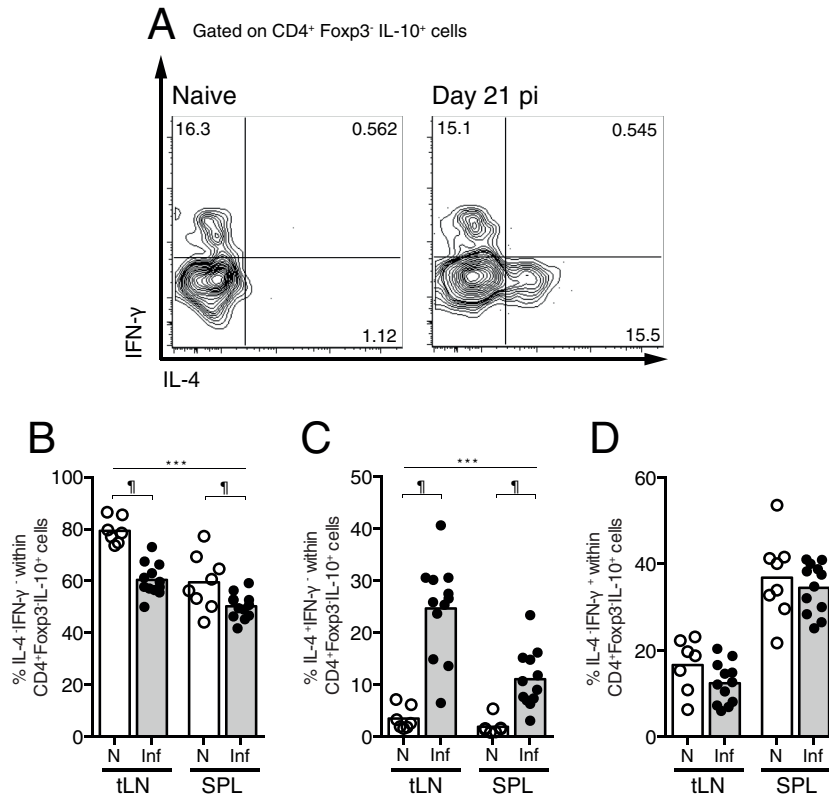 A Gated on CD4⁺ Foxp3⁻ IL-10⁺ cells
Naive
Day 21 pi
16.3
0.562
15.1
0.545
1.12
15.5
IFN-γ
IL-4
B
***
¶
¶
100
80
60
40
20
0
% IL-4⁻IFN-γ⁻ within
CD4⁺Foxp3⁻IL-10⁺ cells
N Inf N Inf
tLN SPL
C
***
¶
¶
50
40
30
20
10
0
% IL-4⁺IFN-γ⁻ within
CD4⁺Foxp3⁻IL-10⁺ cells
N Inf N Inf
tLN SPL
D
60
40
20
0
% IL-4⁻IFN-γ⁺ within
CD4⁺Foxp3⁻IL-10⁺ cells
N Inf N Inf
tLN SPL